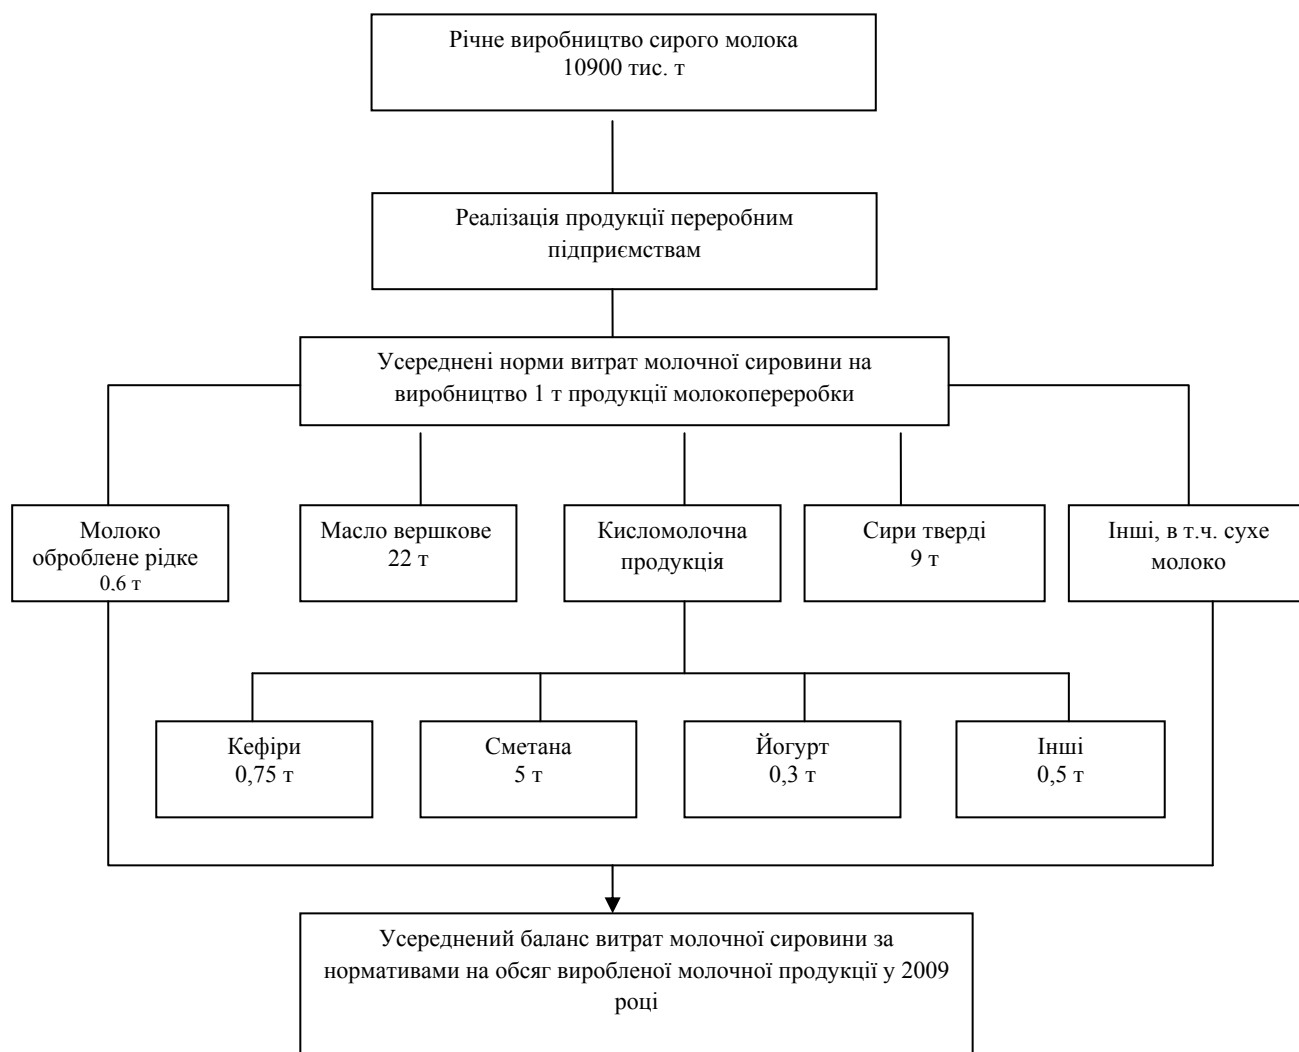 Річне виробництво сирого молока
10900 тис. т
Реалізація продукції переробним
підприємствам
Усереднені норми витрат молочної сировини на
виробництво 1 т продукції молокопереробки
Молоко
оброблене рідке
0,6 т
Масло вершкове
22 т
Кисломолочна
продукція
Сири тверді
9 т
Інші, в т.ч. сухе
молоко
Кефіри
0,75 т
Сметана
5 т
Йогурт
0,3 т
Інші
0,5 т
Усереднений баланс витрат молочної сировини за
нормативами на обсяг виробленої молочної продукції у 2009
році